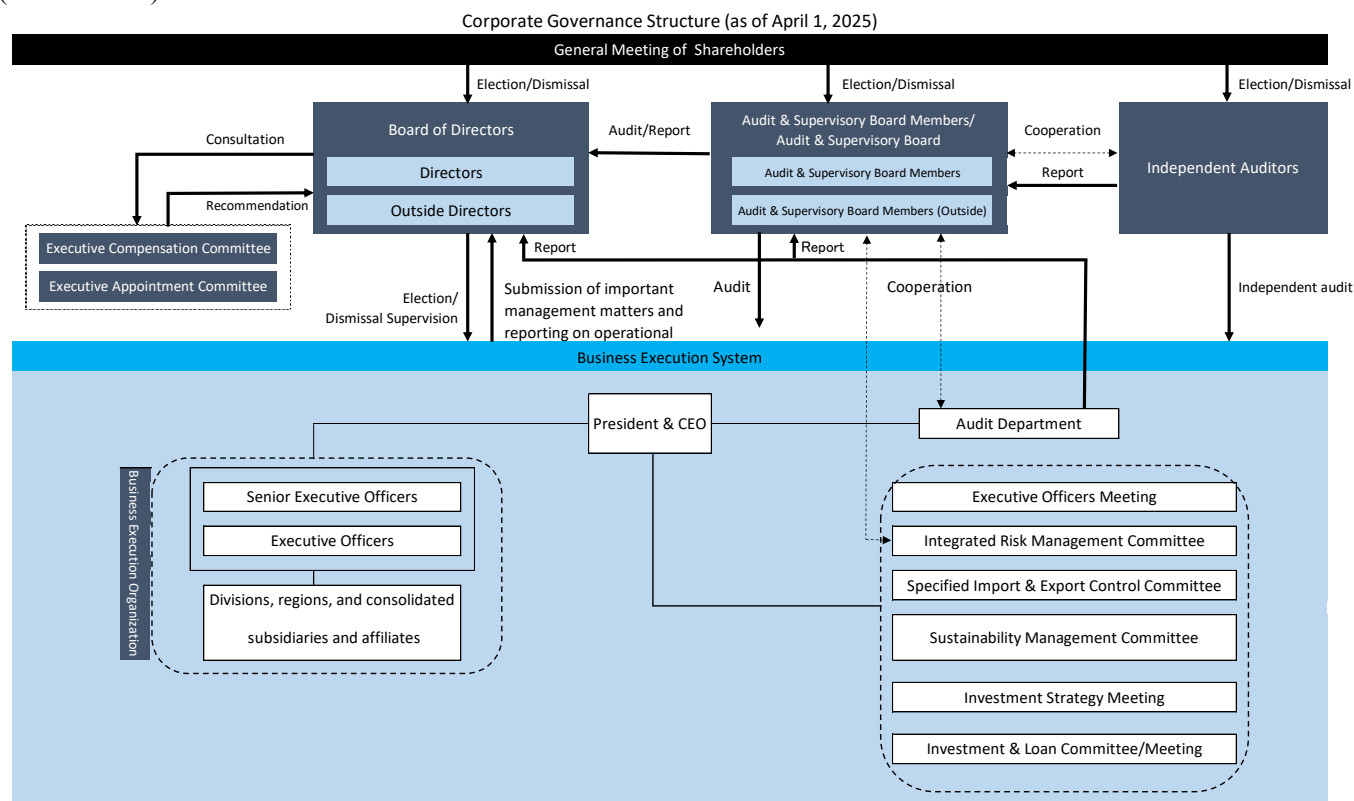 Corporate Governance Structure (as of April 1, 2025)
General Meeting of Shareholders
Election/Dismissal
Election/Dismissal
Election/Dismissal
Board of Directors
Directors
Outside Directors
Audit/Report
Audit & Supervisory Board Members/
Audit & Supervisory Board
Audit & Supervisory Board Members
Audit & Supervisory Board Members (Outside)
Cooperation
Report
Independent Auditors
Consultation
Recommendation
Executive Compensation Committee
Executive Appointment Committee
Report
Report
Election/
Dismissal Supervision
Submission of important
management matters and
reporting on operational
Audit
Cooperation
Independent audit
Business Execution System
President & CEO
Audit Department
Business Execution Organization
Senior Executive Officers
Executive Officers
Divisions, regions, and consolidated
subsidiaries and affiliates
Executive Officers Meeting
Integrated Risk Management Committee
Specified Import & Export Control Committee
Sustainability Management Committee
Investment Strategy Meeting
Investment & Loan Committee/Meeting